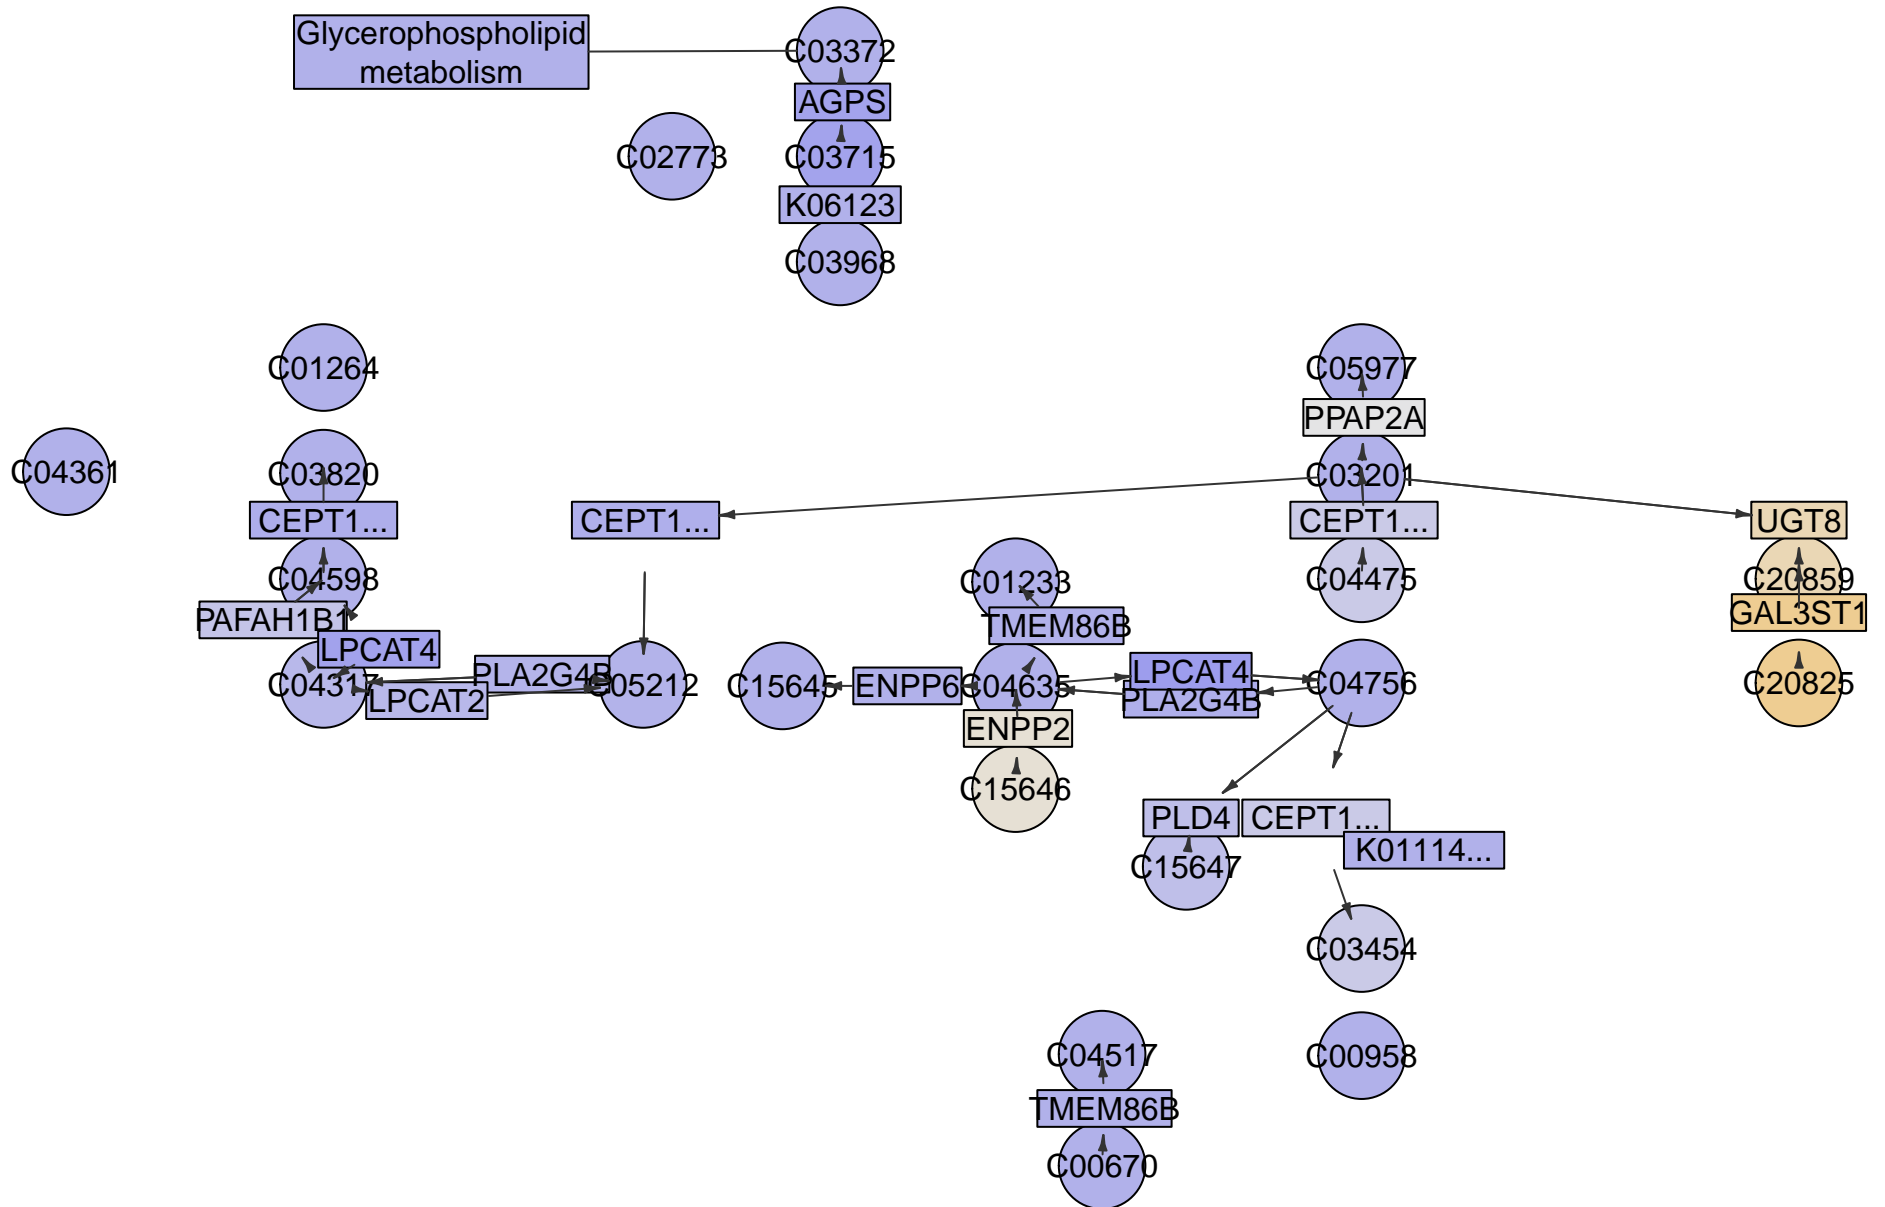 Glycerophospholipid
metabolism
C03372
AGPS
C02773
C03715
K06123
C03968
C01264
C05977
PPAP2A
C04361
C03820
C03201
CEPT1...
CEPT1...
CEPT1...
UGT8
C04598
C01233
C04475
C20859
PAFAH1B1
TMEM86B
GAL3ST1
LPCAT4
C04317
PLA2G4B
C05212
LPCAT2
C15645
ENPP6
C04635
LPCAT4
PLA2G4B
C04756
C20825
ENPP2
C15646
PLD4
CEPT1...
K01114...
C15647
C03454
C04517
C00958
TMEM86B
C00670